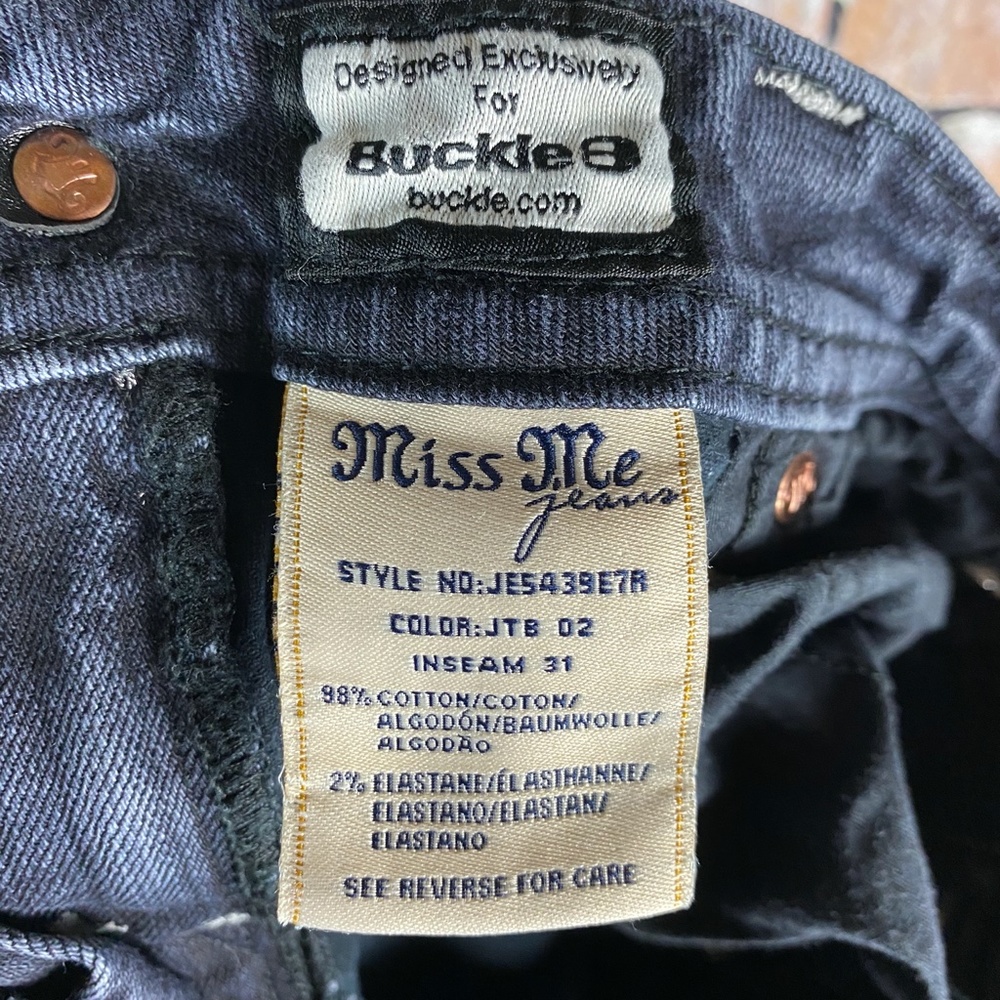 Designed Exclusively
For
Buckle B
buckle.com
Miss Me
jeans
STYLE NO:JE5439E7R
COLOR:JTB 02
INSEAM 31
98% COTTON/COTON/
ALGODÓN/BAUMWOLLE/
ALGODÃO
2% ELASTANE/ÉLASTHANNE/
ELASTANO/ELASTAN/
ELASTANO
SEE REVERSE FOR CARE